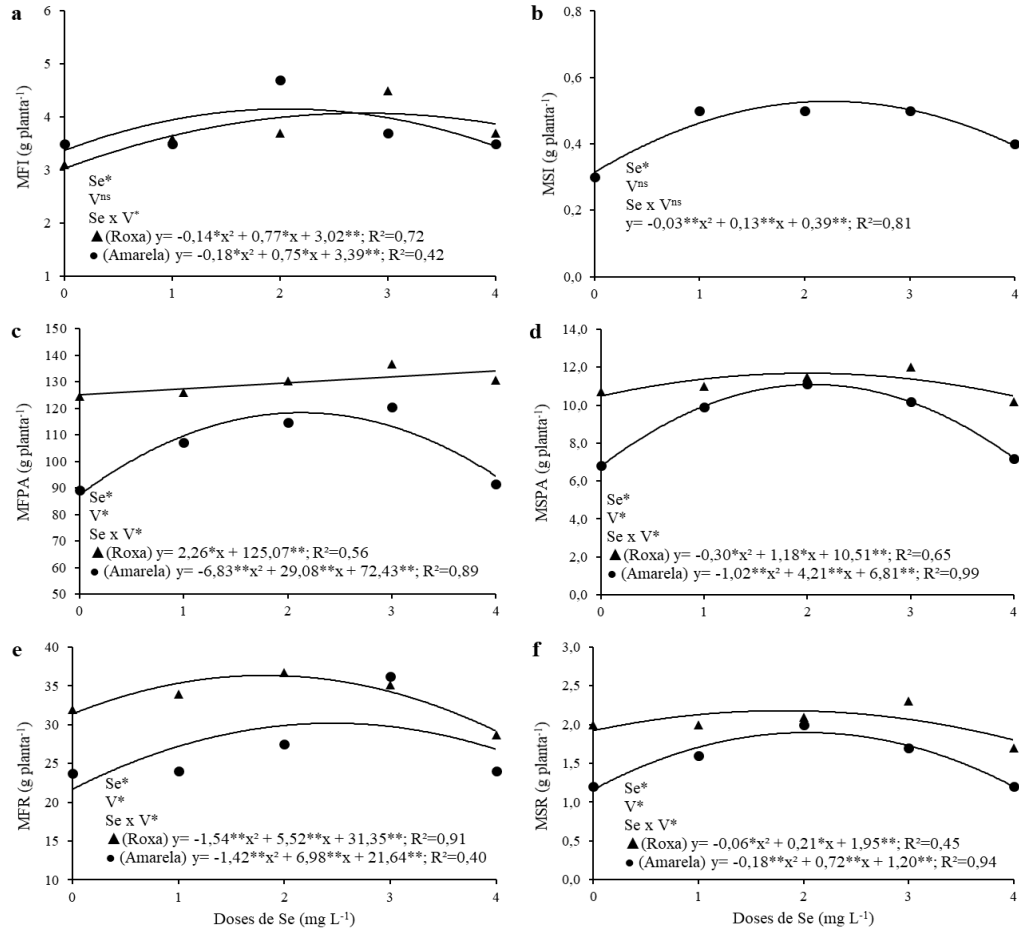 a
MFI (g planta⁻¹)
6
5
4
3
2
1
0 1 2 3 4
Se*
Vⁿˢ
Se x V*
▲(Roxa) y= -0,14*x² + 0,77*x + 3,02**; R²=0,72
● (Amarela) y= -0,18*x² + 0,75*x + 3,39**; R²=0,42
b
MSI (g planta⁻¹)
0,8
0,6
0,4
0,2
0,0
0 1 2 3 4
Se*
Vⁿˢ
Se x Vⁿˢ
y= -0,03**x² + 0,13**x + 0,39**; R²=0,81
c
MFPA (g planta⁻¹)
150
140
130
120
110
100
90
80
70
60
50
0 1 2 3 4
Se*
V*
Se x V*
▲(Roxa) y= 2,26*x + 125,07**; R²=0,56
● (Amarela) y= -6,83**x² + 29,08**x + 72,43**; R²=0,89
d
MSPA (g planta⁻¹)
14,0
12,0
10,0
8,0
6,0
4,0
2,0
0,0
0 1 2 3 4
Se*
V*
Se x V*
▲(Roxa) y= -0,30*x² + 1,18*x + 10,51**; R²=0,65
● (Amarela) y= -1,02**x² + 4,21**x + 6,81**; R²=0,99
e
MFR (g planta⁻¹)
40
35
30
25
20
15
10
0 1 2 3 4
Se*
V*
Se x V*
▲(Roxa) y= -1,54**x² + 5,52**x + 31,35**; R²=0,91
● (Amarela) y= -1,42**x² + 6,98**x + 21,64**; R²=0,40
Doses de Se (mg L⁻¹)
f
MSR (g planta⁻¹)
3,0
2,5
2,0
1,5
1,0
0,5
0,0
0 1 2 3 4
Se*
V*
Se x V*
▲(Roxa) y= -0,06*x² + 0,21*x + 1,95**; R²=0,45
● (Amarela) y= -0,18**x² + 0,72**x + 1,20**; R²=0,94
Doses de Se (mg L⁻¹)